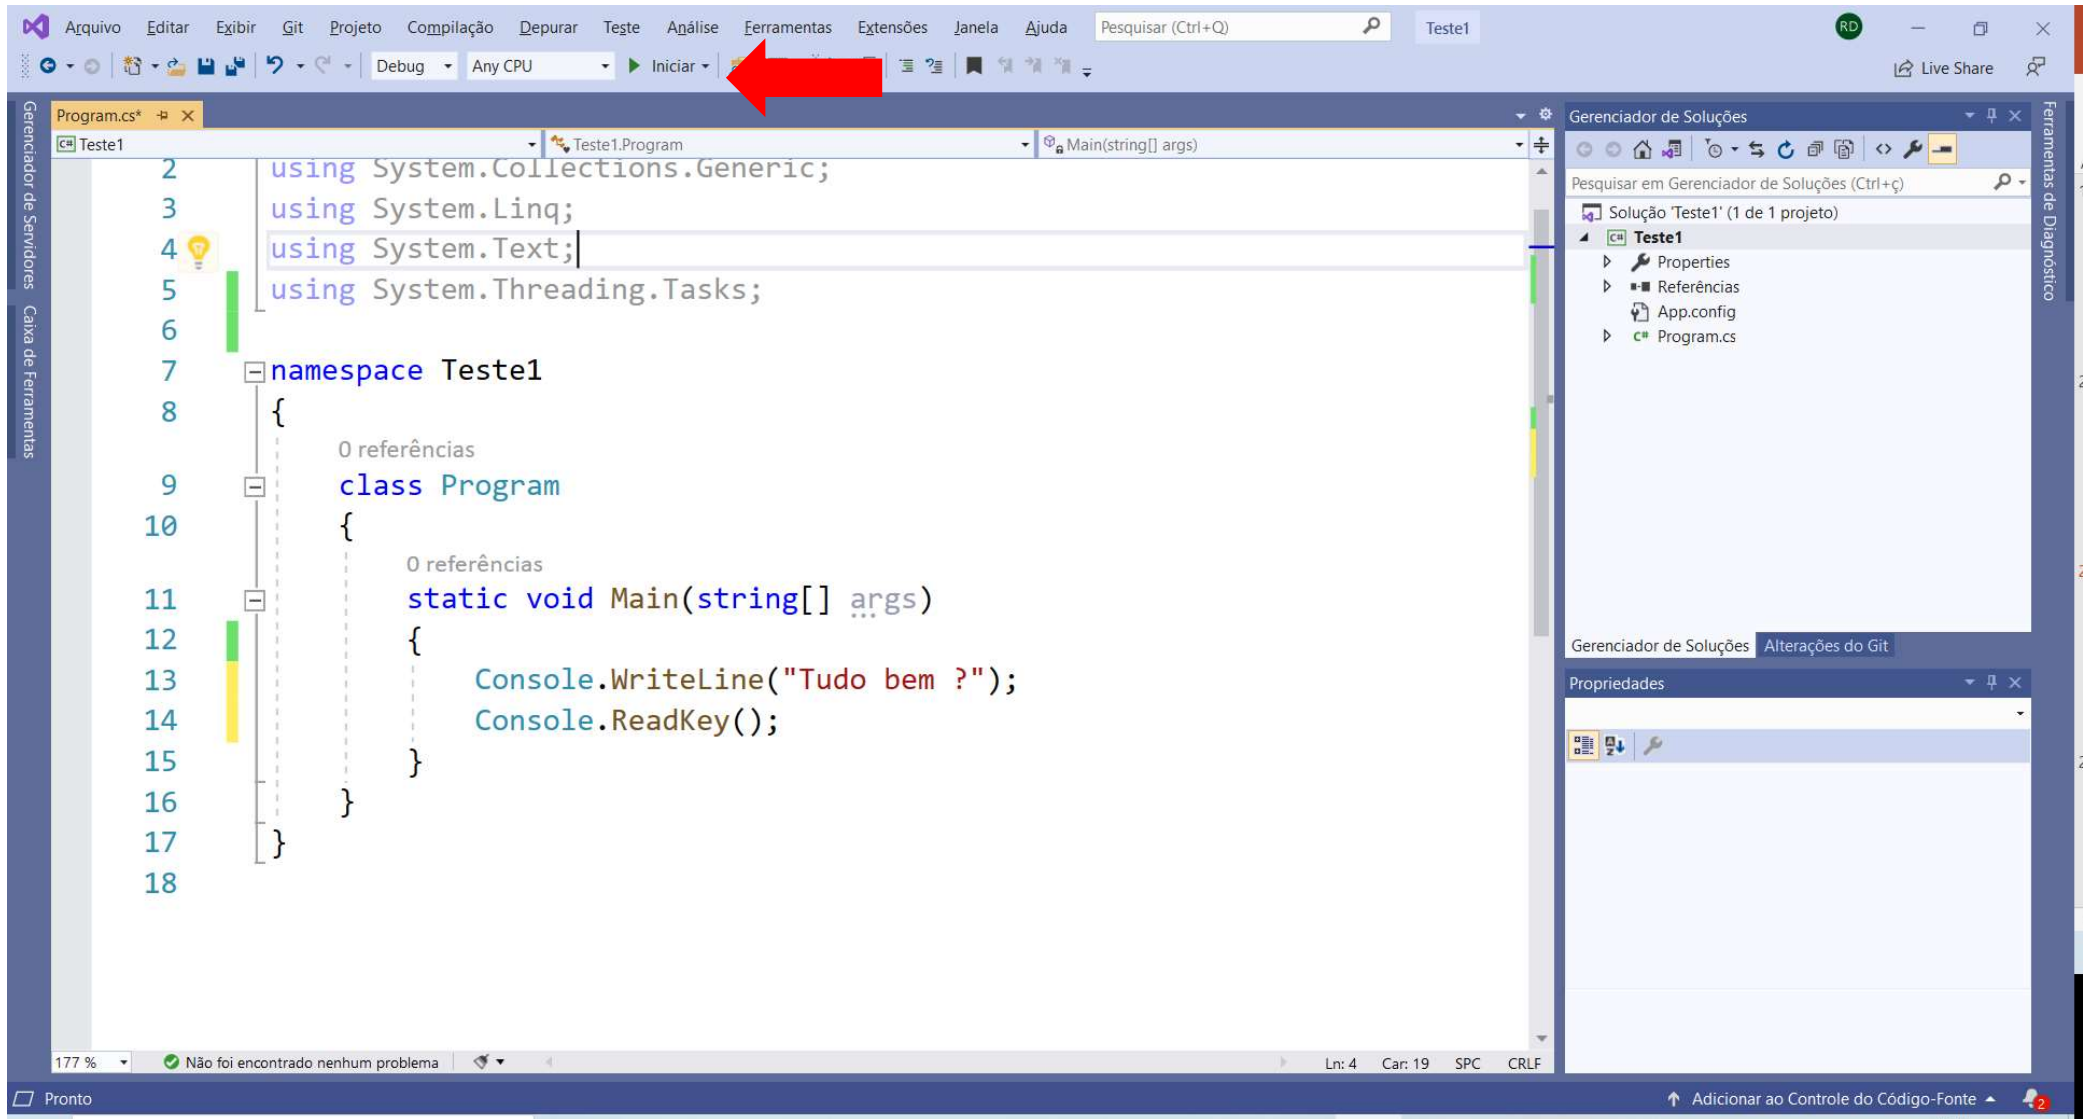 Arquivo Editar Exibir Git Projeto Compilação Depurar Teste Análise Ferramentas Extensões Janela Ajuda Pesquisar (Ctrl+Q) Teste1 RD
Debug Any CPU Iniciar Live Share
Gerenciador de Servidores
Caixa de Ferramentas
Program.cs*
Teste1 Teste1.Program Main(string[] args)
2 using System.Collections.Generic;
3 using System.Linq;
4 using System.Text;
5 using System.Threading.Tasks;
6
7 namespace Teste1
8 {
0 referências
9 class Program
10 {
0 referências
11 static void Main(string[] args)
12 {
13 Console.WriteLine("Tudo bem ?");
14 Console.ReadKey();
15 }
16 }
17 }
18
177 % Não foi encontrado nenhum problema Ln: 4 Car: 19 SPC CRLF
Gerenciador de Soluções
Pesquisar em Gerenciador de Soluções (Ctrl+ç)
Solução 'Teste1' (1 de 1 projeto)
C# Teste1
Properties
Referências
App.config
C# Program.cs
Gerenciador de Soluções Alterações do Git
Propriedades
Ferramentas de Diagnóstico
Pronto Adicionar ao Controle do Código-Fonte 2